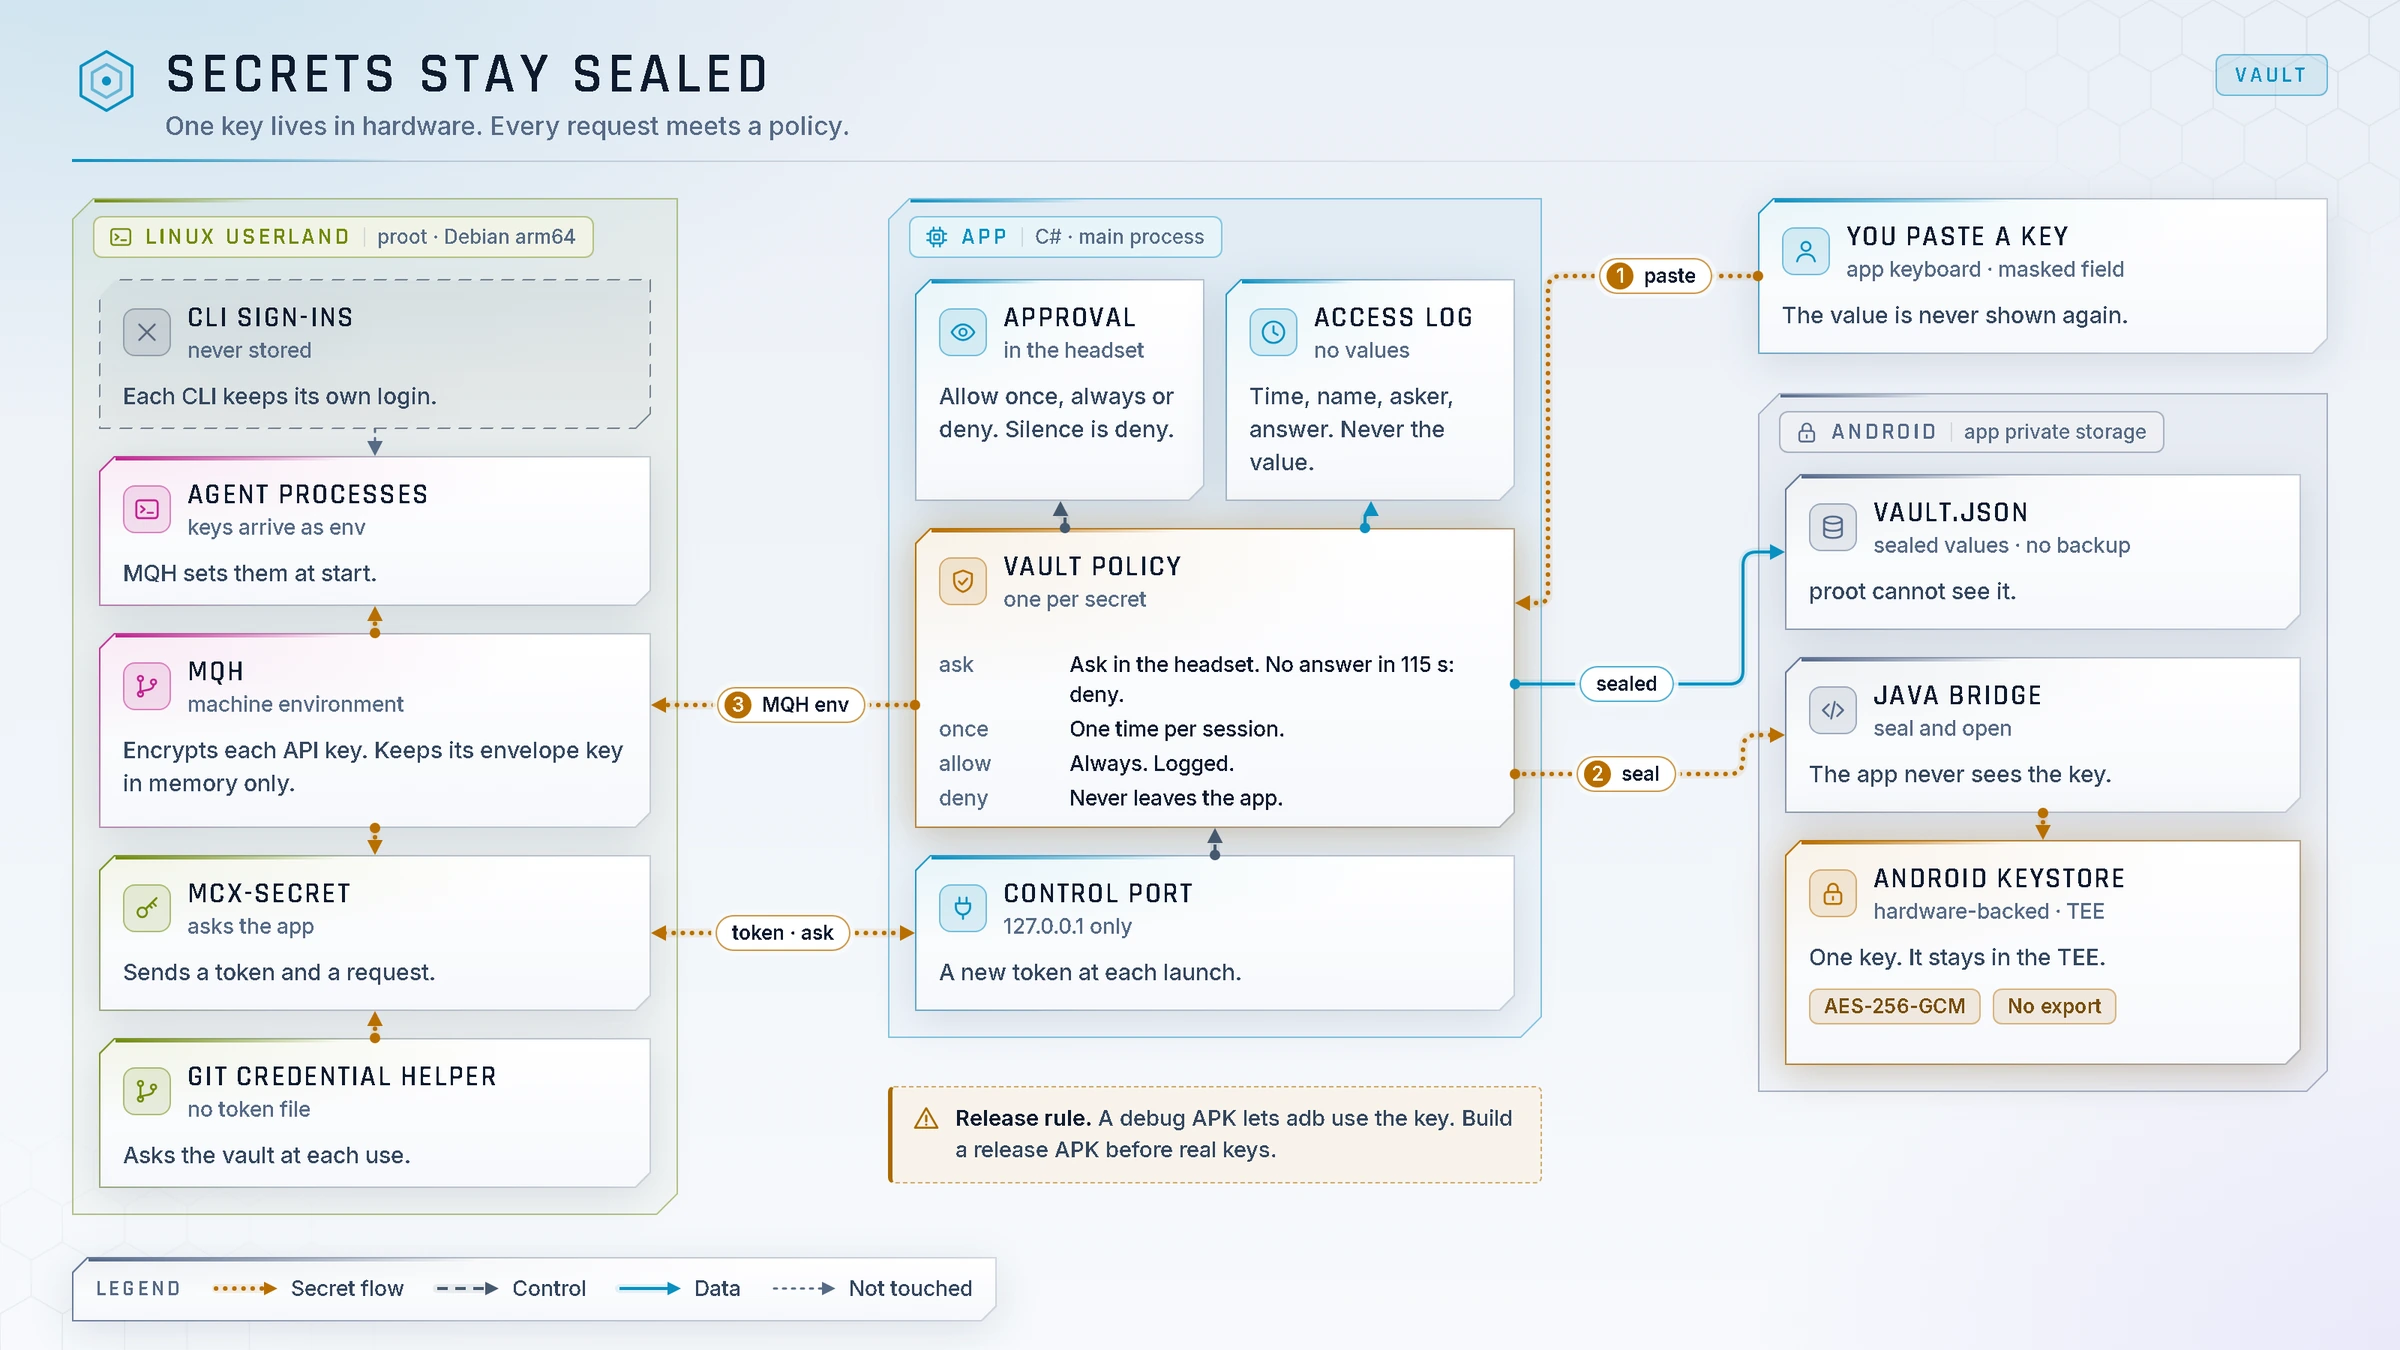 SECRETS STAY SEALED
One key lives in hardware. Every request meets a policy.
VAULT
LINUX USERLAND | proot · Debian arm64
CLI SIGN-INS
never stored
Each CLI keeps its own login.
AGENT PROCESSES
keys arrive as env
MQH sets them at start.
MQH
machine environment
Encrypts each API key. Keeps its envelope key
in memory only.
MCX-SECRET
asks the app
Sends a token and a request.
GIT CREDENTIAL HELPER
no token file
Asks the vault at each use.
3 MQH env
token · ask
APP | C# · main process
APPROVAL
in the headset
Allow once, always or
deny. Silence is deny.
ACCESS LOG
no values
Time, name, asker,
answer. Never the
value.
VAULT POLICY
one per secret
ask Ask in the headset. No answer in 115 s:
deny.
once One time per session.
allow Always. Logged.
deny Never leaves the app.
CONTROL PORT
127.0.0.1 only
A new token at each launch.
Release rule. A debug APK lets adb use the key. Build
a release APK before real keys.
1 paste
sealed
2 seal
YOU PASTE A KEY
app keyboard · masked field
The value is never shown again.
ANDROID | app private storage
VAULT.JSON
sealed values · no backup
proot cannot see it.
JAVA BRIDGE
seal and open
The app never sees the key.
ANDROID KEYSTORE
hardware-backed · TEE
One key. It stays in the TEE.
AES-256-GCM No export
LEGEND Secret flow Control Data Not touched